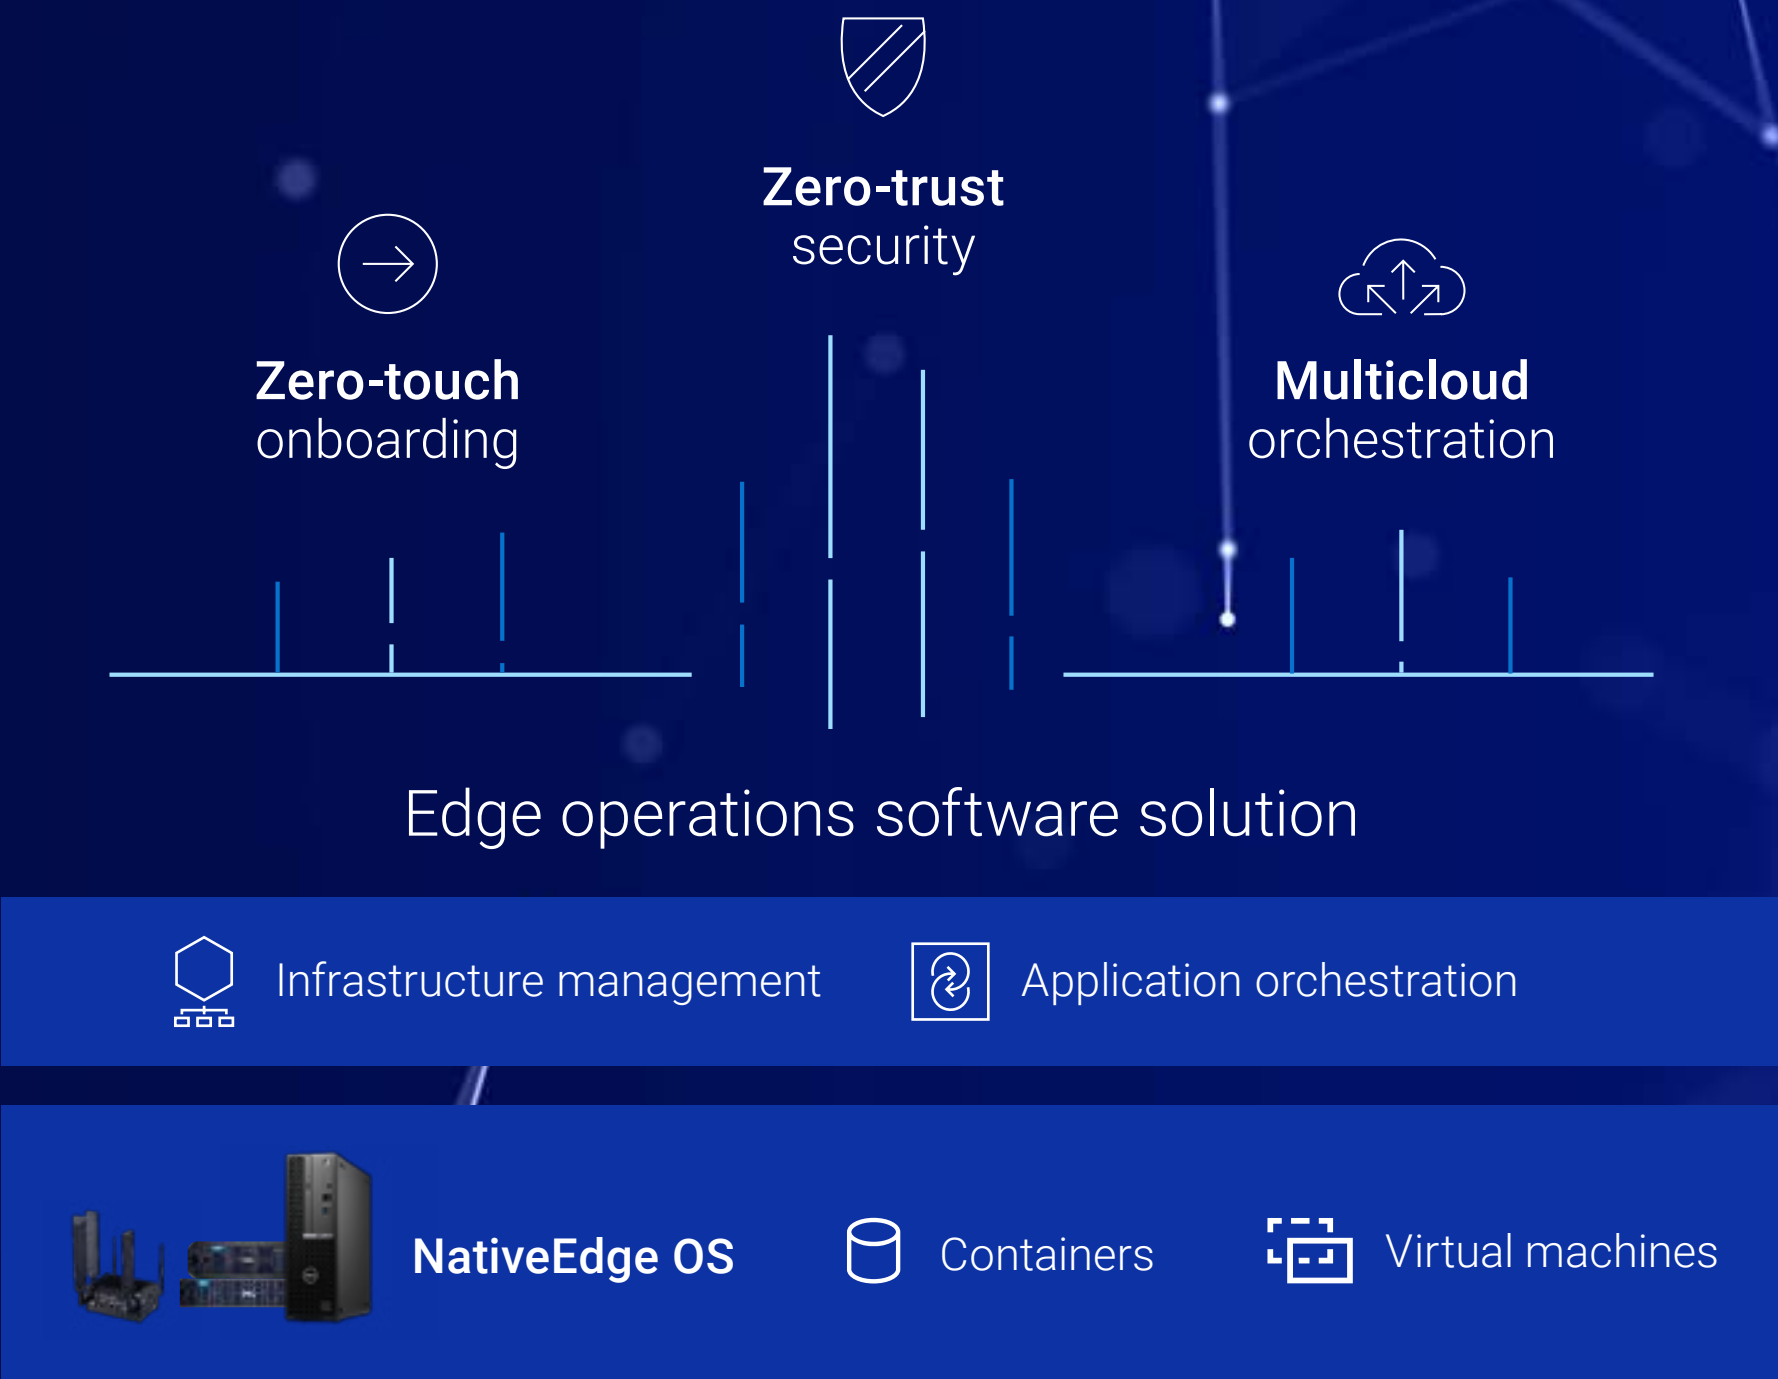 Zero-trust
security
Zero-touch
onboarding
Multicloud
orchestration
Edge operations software solution
Infrastructure management
Application orchestration
NativeEdge OS
Containers
Virtual machines